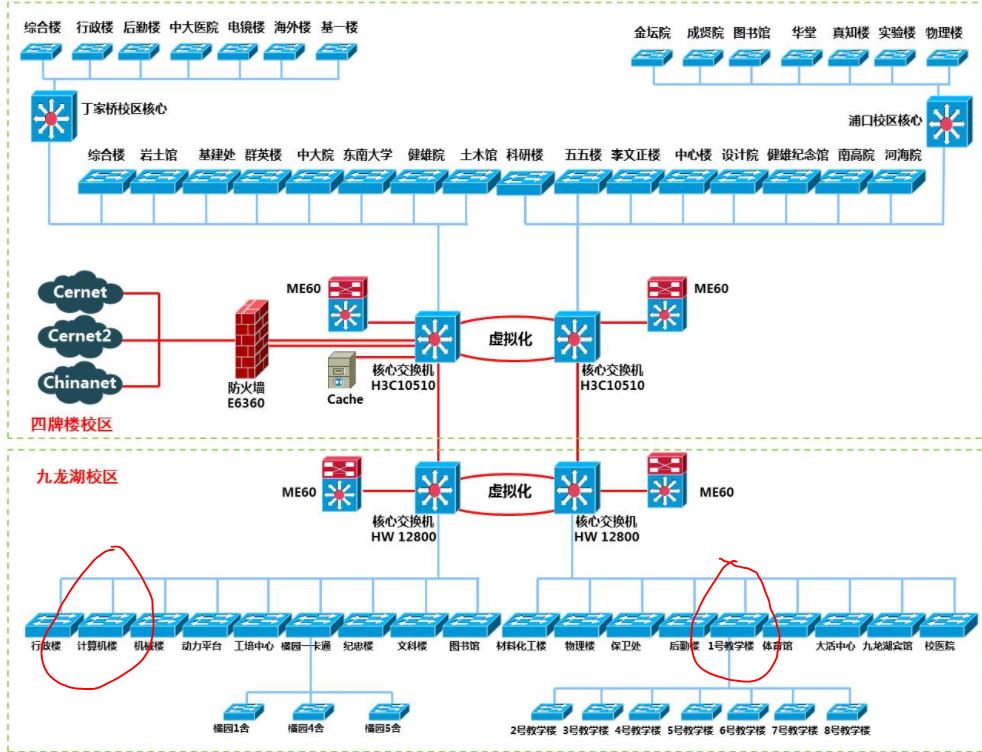 综合楼 行政楼 后勤楼 中大医院 电镜楼 海外楼 基一楼
金坛院 成贤院 图书馆 华堂 真知楼 实验楼 物理楼
丁家桥校区核心
浦口校区核心
综合楼 岩土馆 基建处 群英楼 中大院 东南大学 健雄院 土木馆 科研楼 五五楼 李文正楼 中心楼 设计院 健雄纪念馆 南高院 河海院
Cernet
Cernet2
Chinanet
防火墙
E6360
ME60
Cache
核心交换机
H3C10510
虚拟化
核心交换机
H3C10510
ME60
四牌楼校区
九龙湖校区
ME60
核心交换机
HW 12800
虚拟化
核心交换机
HW 12800
ME60
行政楼 计算机楼 机械楼 动力平台 工培中心 橘园一卡通 纪忠楼 文科楼 图书馆 材料化工楼 物理楼 保卫处 后勤楼 1号教学楼 体育馆 大活中心 九龙湖宾馆 校医院
橘园1舍 橘园4舍 橘园5舍
2号教学楼 3号教学楼 4号教学楼 5号教学楼 6号教学楼 7号教学楼 8号教学楼